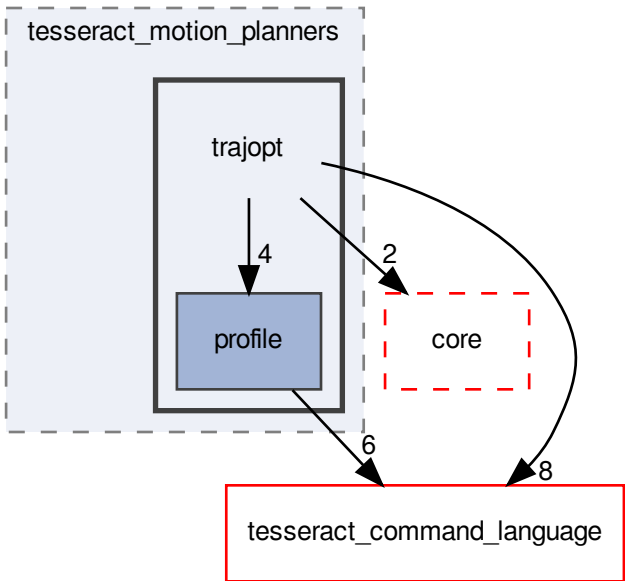 tesseract_motion_planners
trajopt
4
2
profile
core
6
8
tesseract_command_language